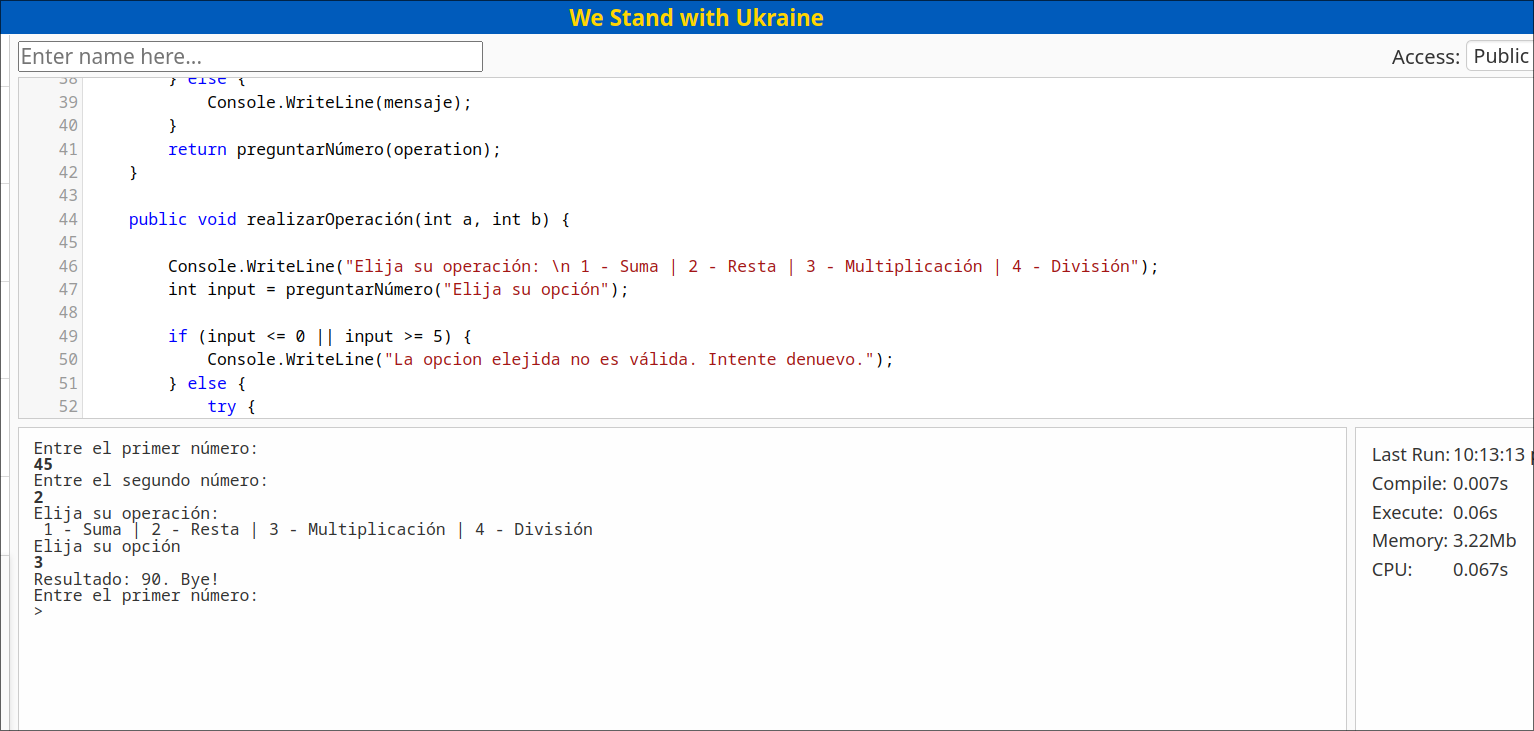 We Stand with Ukraine
Enter name here...
Access: Public
38 } else {
39 Console.WriteLine(mensaje);
40 }
41 return preguntarNúmero(operation);
42 }
43
44 public void realizarOperación(int a, int b) {
45
46 Console.WriteLine("Elija su operación: \n 1 - Suma | 2 - Resta | 3 - Multiplicación | 4 - División");
47 int input = preguntarNúmero("Elija su opción");
48
49 if (input <= 0 || input >= 5) {
50 Console.WriteLine("La opcion elejida no es válida. Intente denuevo.");
51 } else {
52 try {
Entre el primer número:
45
Entre el segundo número:
2
Elija su operación:
1 - Suma | 2 - Resta | 3 - Multiplicación | 4 - División
Elija su opción
3
Resultado: 90. Bye!
Entre el primer número:
>
Last Run: 10:13:13
Compile: 0.007s
Execute: 0.06s
Memory: 3.22Mb
CPU: 0.067s